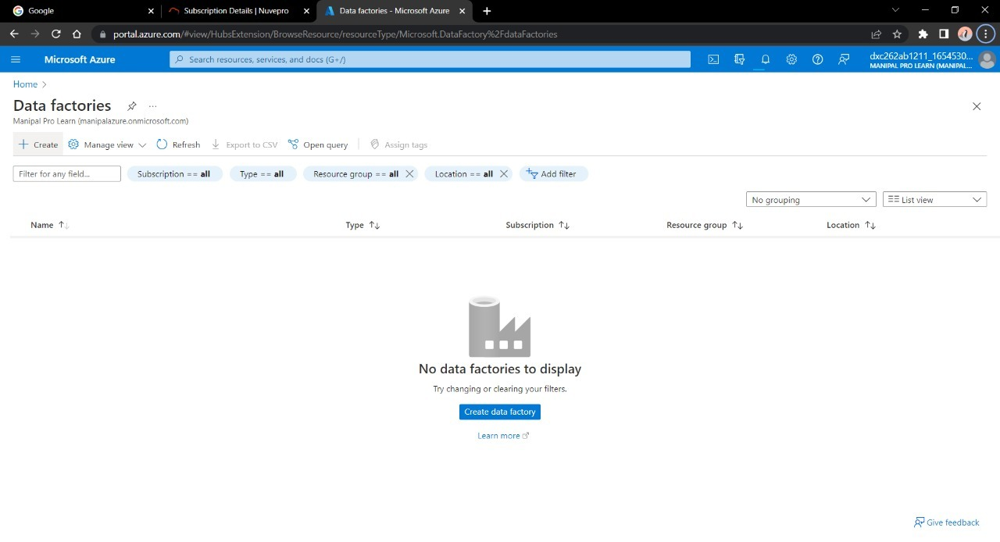 Google
Subscription Details | Nuvepro
Data factories - Microsoft Azure
portal.azure.com/#view/HubsExtension/BrowseResource/resourceType/Microsoft.DataFactory%2FdataFactories
Microsoft Azure
Search resources, services, and docs (G+/)
dxc262ab1211_1654530...
MANIPAL PRO LEARN (MANIPAL...
Home >
Data factories ...
Manipal Pro Learn (manipalazure.onmicrosoft.com)
Create Manage view Refresh Export to CSV Open query Assign tags
Filter for any field... Subscription == all Type == all Resource group == all Location == all Add filter
No grouping List view
Name Type Subscription Resource group Location
No data factories to display
Try changing or clearing your filters.
Create data factory
Learn more
Give feedback